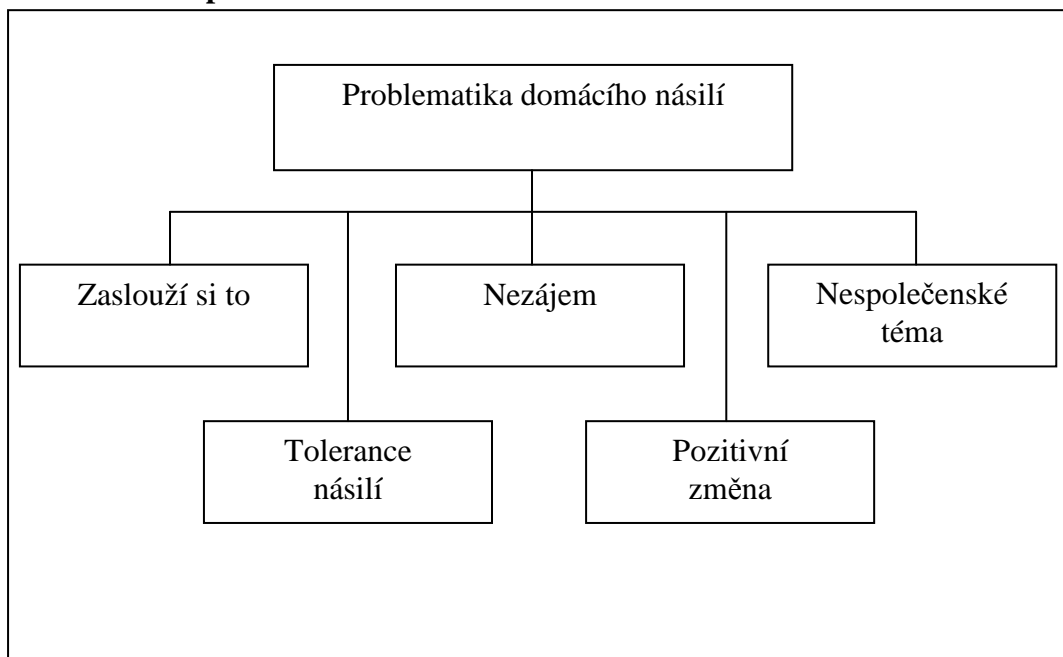 Problematika domácího násilí
Zaslouží si to
Nezájem
Nespolečenské
téma
Tolerance
násilí
Pozitivní
změna